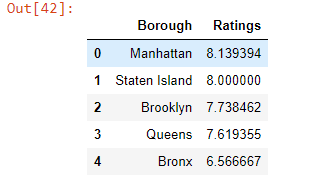 Out[42]:
Borough Ratings
0 Manhattan 8.139394
1 Staten Island 8.000000
2 Brooklyn 7.738462
3 Queens 7.619355
4 Bronx 6.566667